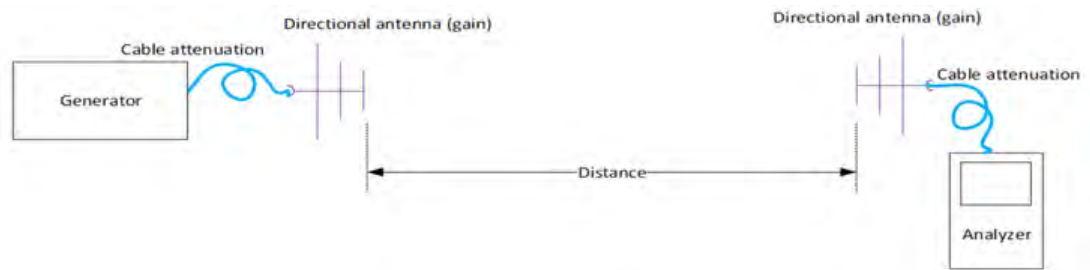 Directional antenna (gain)
Directional antenna (gain)
Cable attenuation
Cable attenuation
Generator
Distance
Analyzer